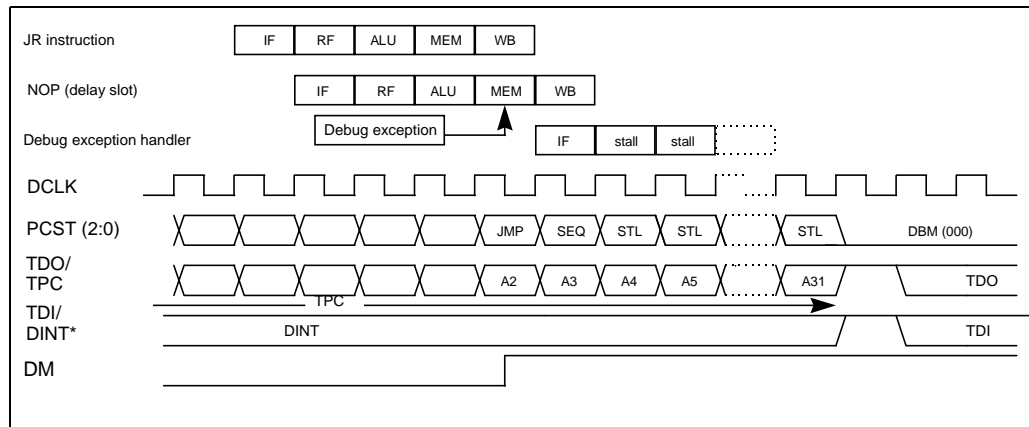 JR instruction IF RF ALU MEM WB
NOP (delay slot) IF RF ALU MEM WB
Debug exception
Debug exception handler IF stall stall
DCLK
PCST (2:0) JMP SEQ STL STL STL DBM (000)
TDO/
TPC A2 A3 A4 A5 A31 TDO
TPC
TDI/
DINT* DINT TDI
DM